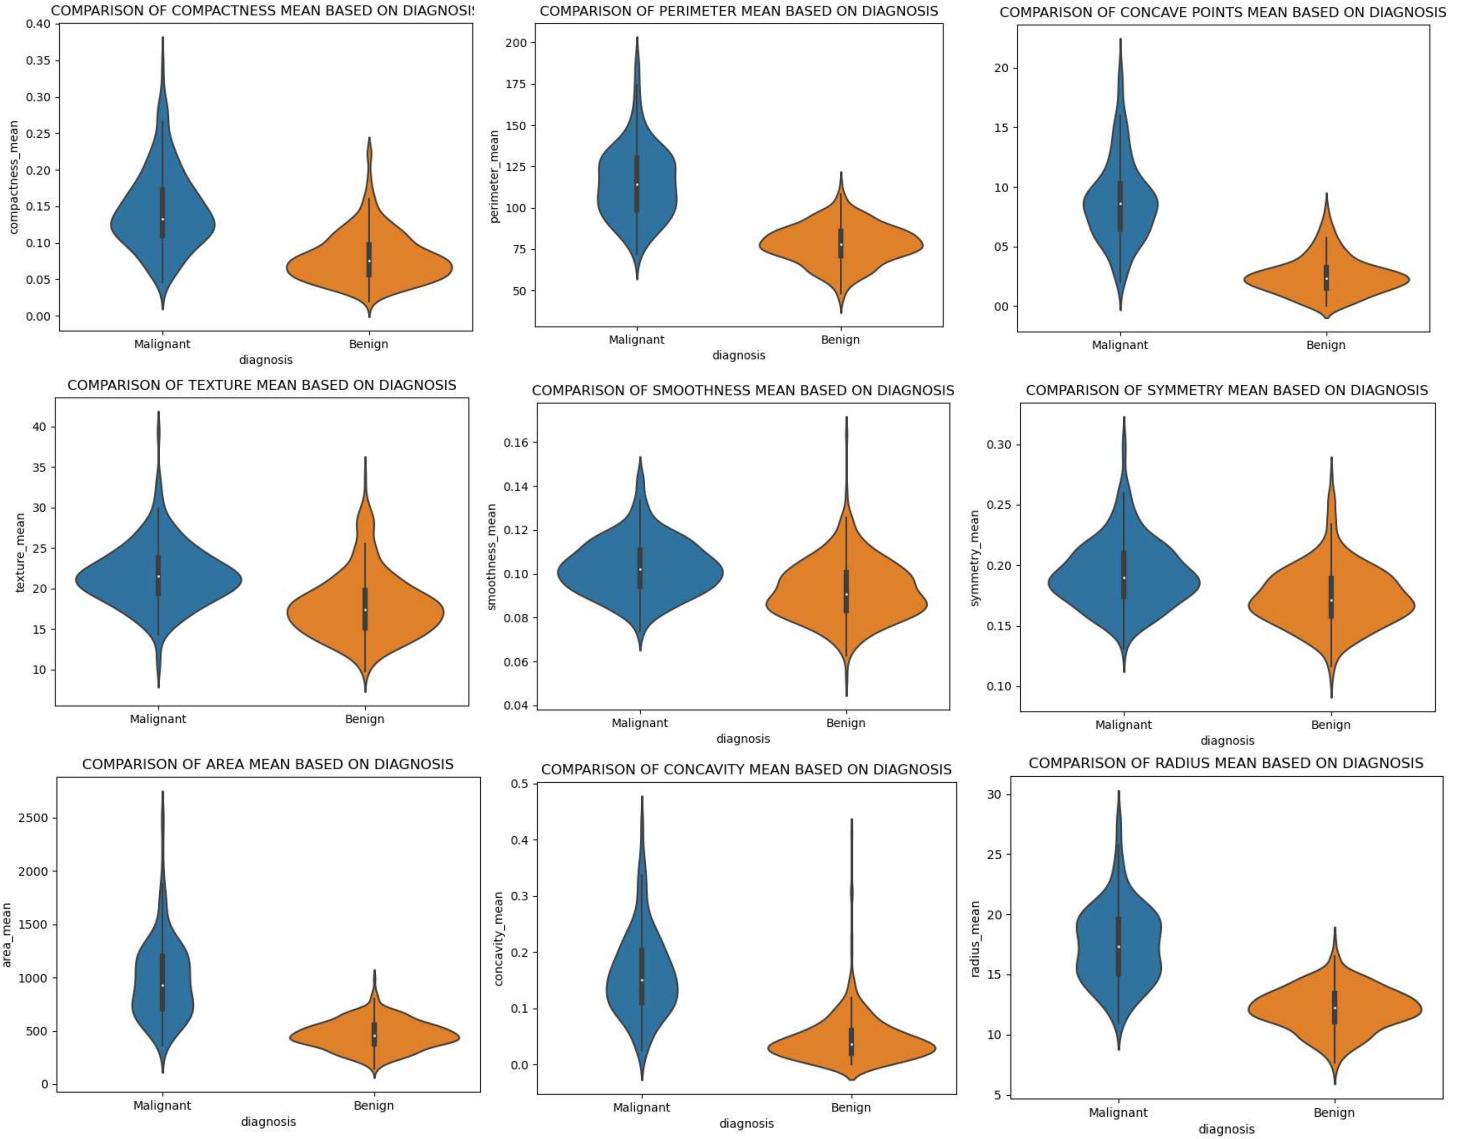 COMPARISON OF COMPACTNESS MEAN BASED ON DIAGNOSIS
0.40
0.35
0.30
0.25
0.20
0.15
0.10
0.05
0.00
compactness_mean
Malignant Benign
diagnosis
COMPARISON OF PERIMETER MEAN BASED ON DIAGNOSIS
200
175
150
125
100
75
50
perimeter_mean
Malignant Benign
diagnosis
COMPARISON OF CONCAVE POINTS MEAN BASED ON DIAGNOSIS
20
15
10
05
00
Malignant Benign
COMPARISON OF TEXTURE MEAN BASED ON DIAGNOSIS
40
35
30
25
20
15
10
texture_mean
Malignant Benign
COMPARISON OF SMOOTHNESS MEAN BASED ON DIAGNOSIS
0.16
0.14
0.12
0.10
0.08
0.06
0.04
smoothness_mean
Malignant Benign
diagnosis
COMPARISON OF SYMMETRY MEAN BASED ON DIAGNOSIS
0.30
0.25
0.20
0.15
0.10
symmetry_mean
Malignant Benign
diagnosis
COMPARISON OF AREA MEAN BASED ON DIAGNOSIS
2500
2000
1500
1000
500
0
area_mean
Malignant Benign
diagnosis
COMPARISON OF CONCAVITY MEAN BASED ON DIAGNOSIS
0.5
0.4
0.3
0.2
0.1
0.0
concavity_mean
Malignant Benign
diagnosis
COMPARISON OF RADIUS MEAN BASED ON DIAGNOSIS
30
25
20
15
10
5
radius_mean
Malignant Benign
diagnosis